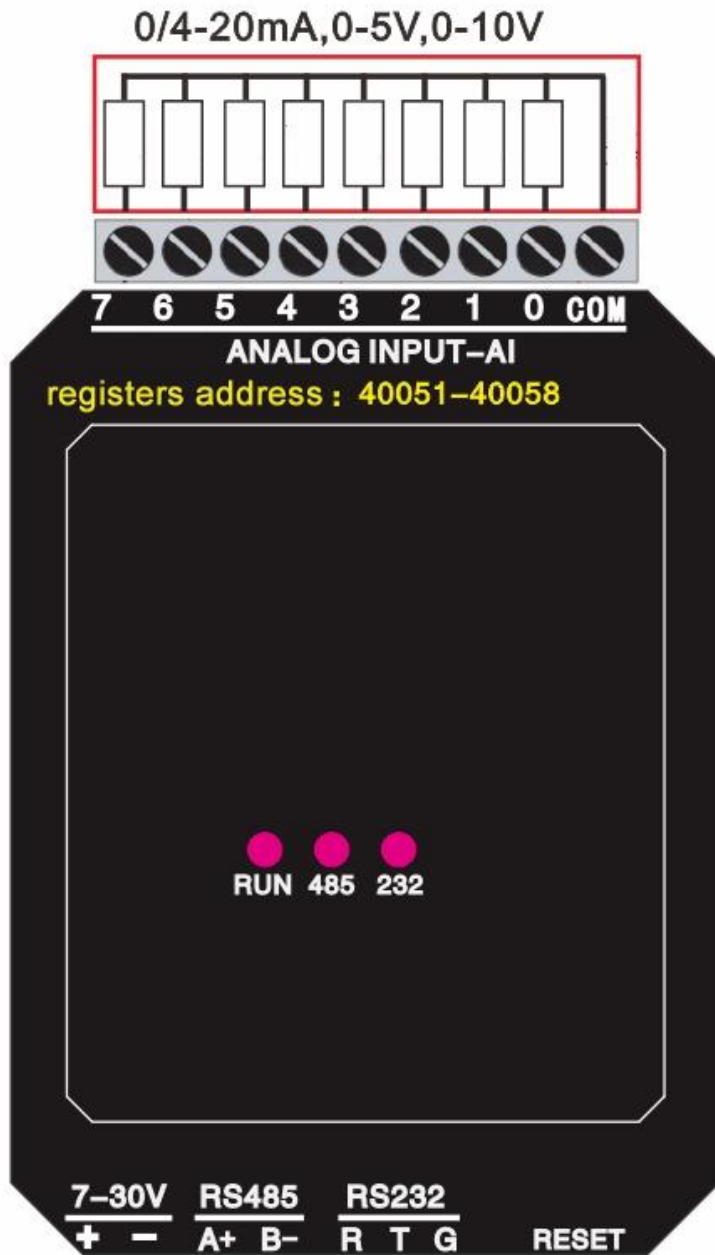 0/4-20mA,0-5V,0-10V
7 6 5 4 3 2 1 0 COM
ANALOG INPUT-AI
registers address: 40051-40058
RUN 485 232
7-30V RS485 RS232
+ - A+ B- R T G RESET